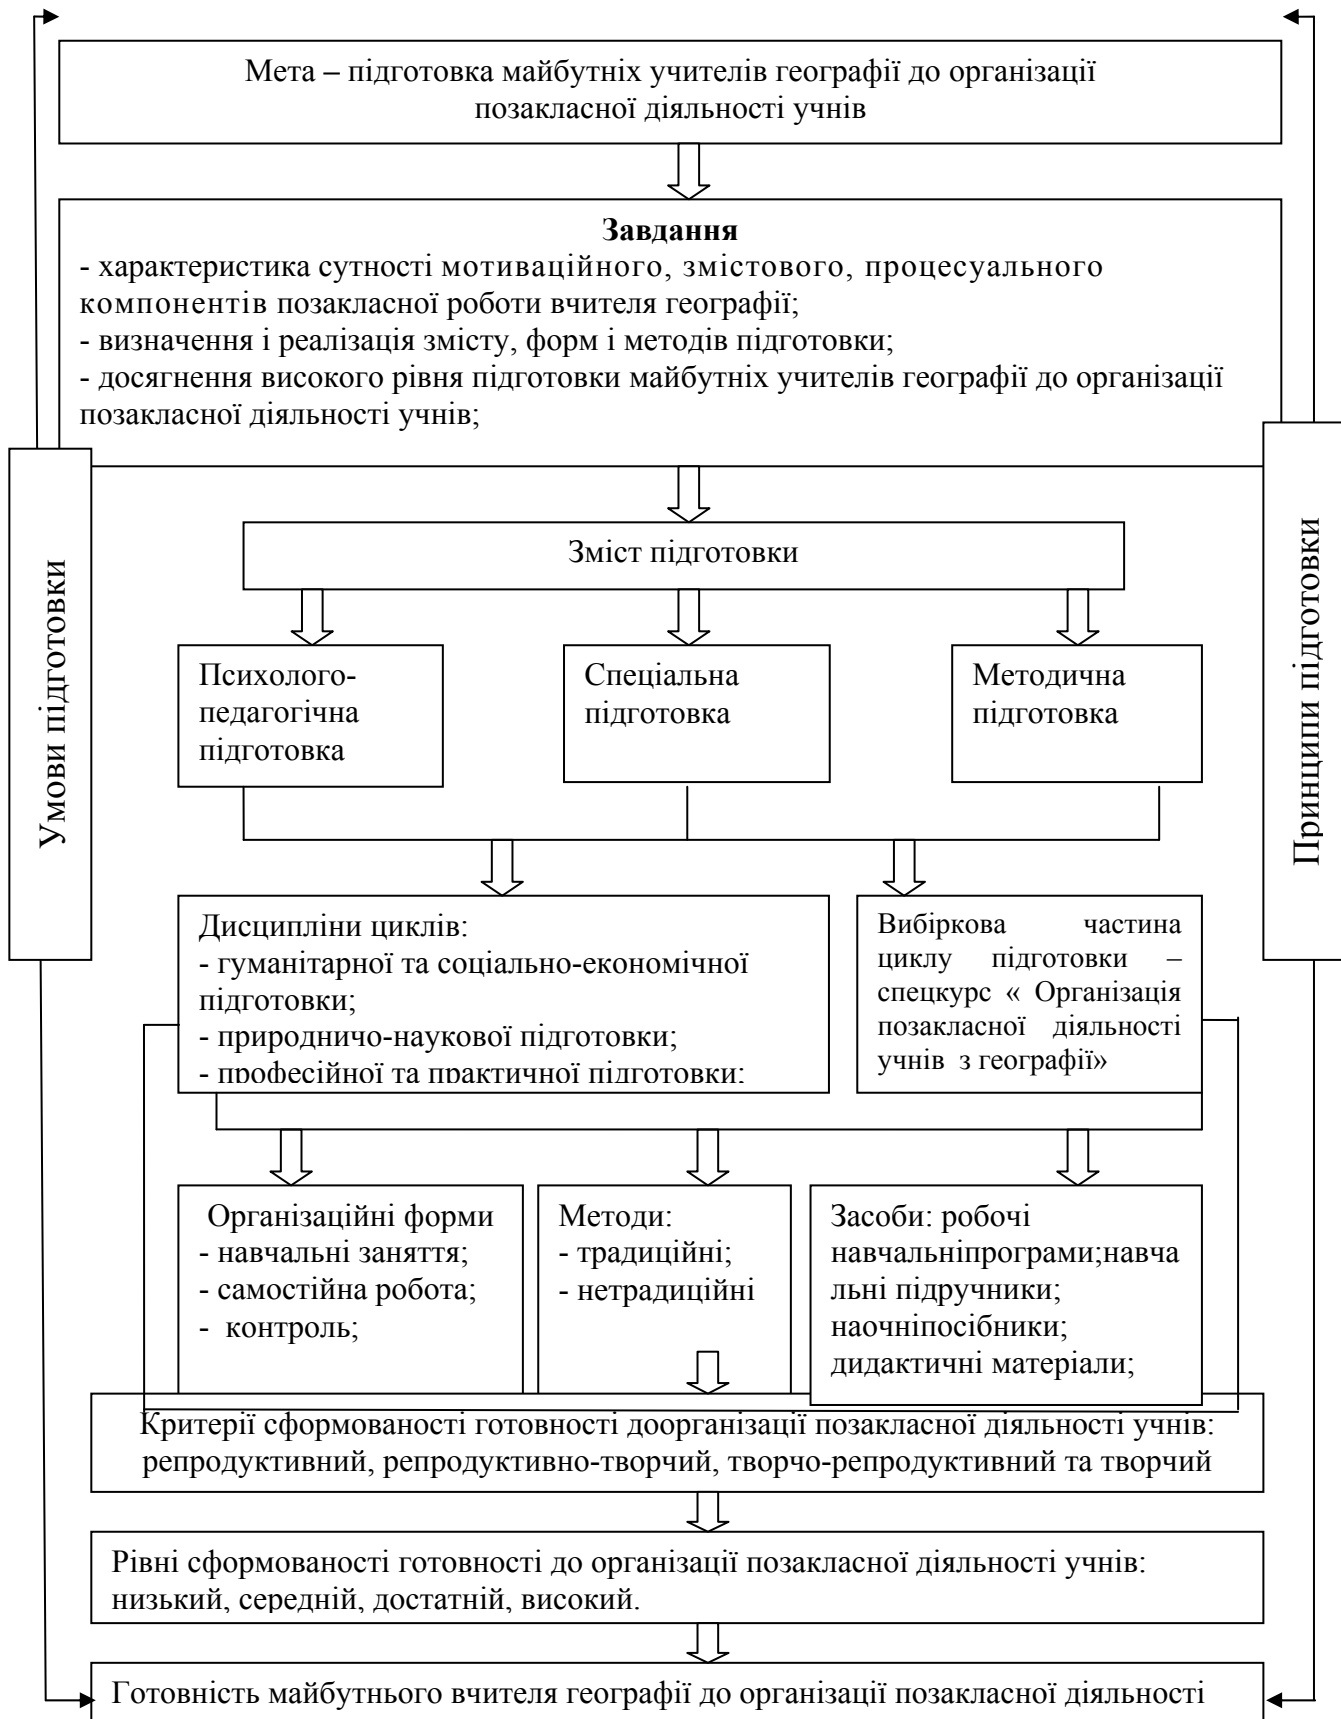 Мета – підготовка майбутніх учителів географії до організації
позакласної діяльності учнів
Завдання
- характеристика сутності мотиваційного, змістового, процесуального
компонентів позакласної роботи вчителя географії;
- визначення і реалізація змісту, форм і методів підготовки;
- досягнення високого рівня підготовки майбутніх учителів географії до організації
позакласної діяльності учнів;
Умови підготовки
Принципи підготовки
Зміст підготовки
Психолого-
педагогічна
підготовка
Спеціальна
підготовка
Методична
підготовка
Дисципліни циклів:
- гуманітарної та соціально-економічної
підготовки;
- природничо-наукової підготовки;
- професійної та практичної підготовки;
Вибіркова частина
циклу підготовки –
спецкурс « Організація
позакласної діяльності
учнів з географії»
Організаційні форми
- навчальні заняття;
- самостійна робота;
- контроль;
Методи:
- традиційні;
- нетрадиційні
Засоби: робочі
навчальніпрограми;навча
льні підручники;
наочніпосібники;
дидактичні матеріали;
Критерії сформованості готовності доорганізації позакласної діяльності учнів:
репродуктивний, репродуктивно-творчий, творчо-репродуктивний та творчий
Рівні сформованості готовності до організації позакласної діяльності учнів:
низький, середній, достатній, високий.
Готовність майбутнього вчителя географії до організації позакласної діяльності